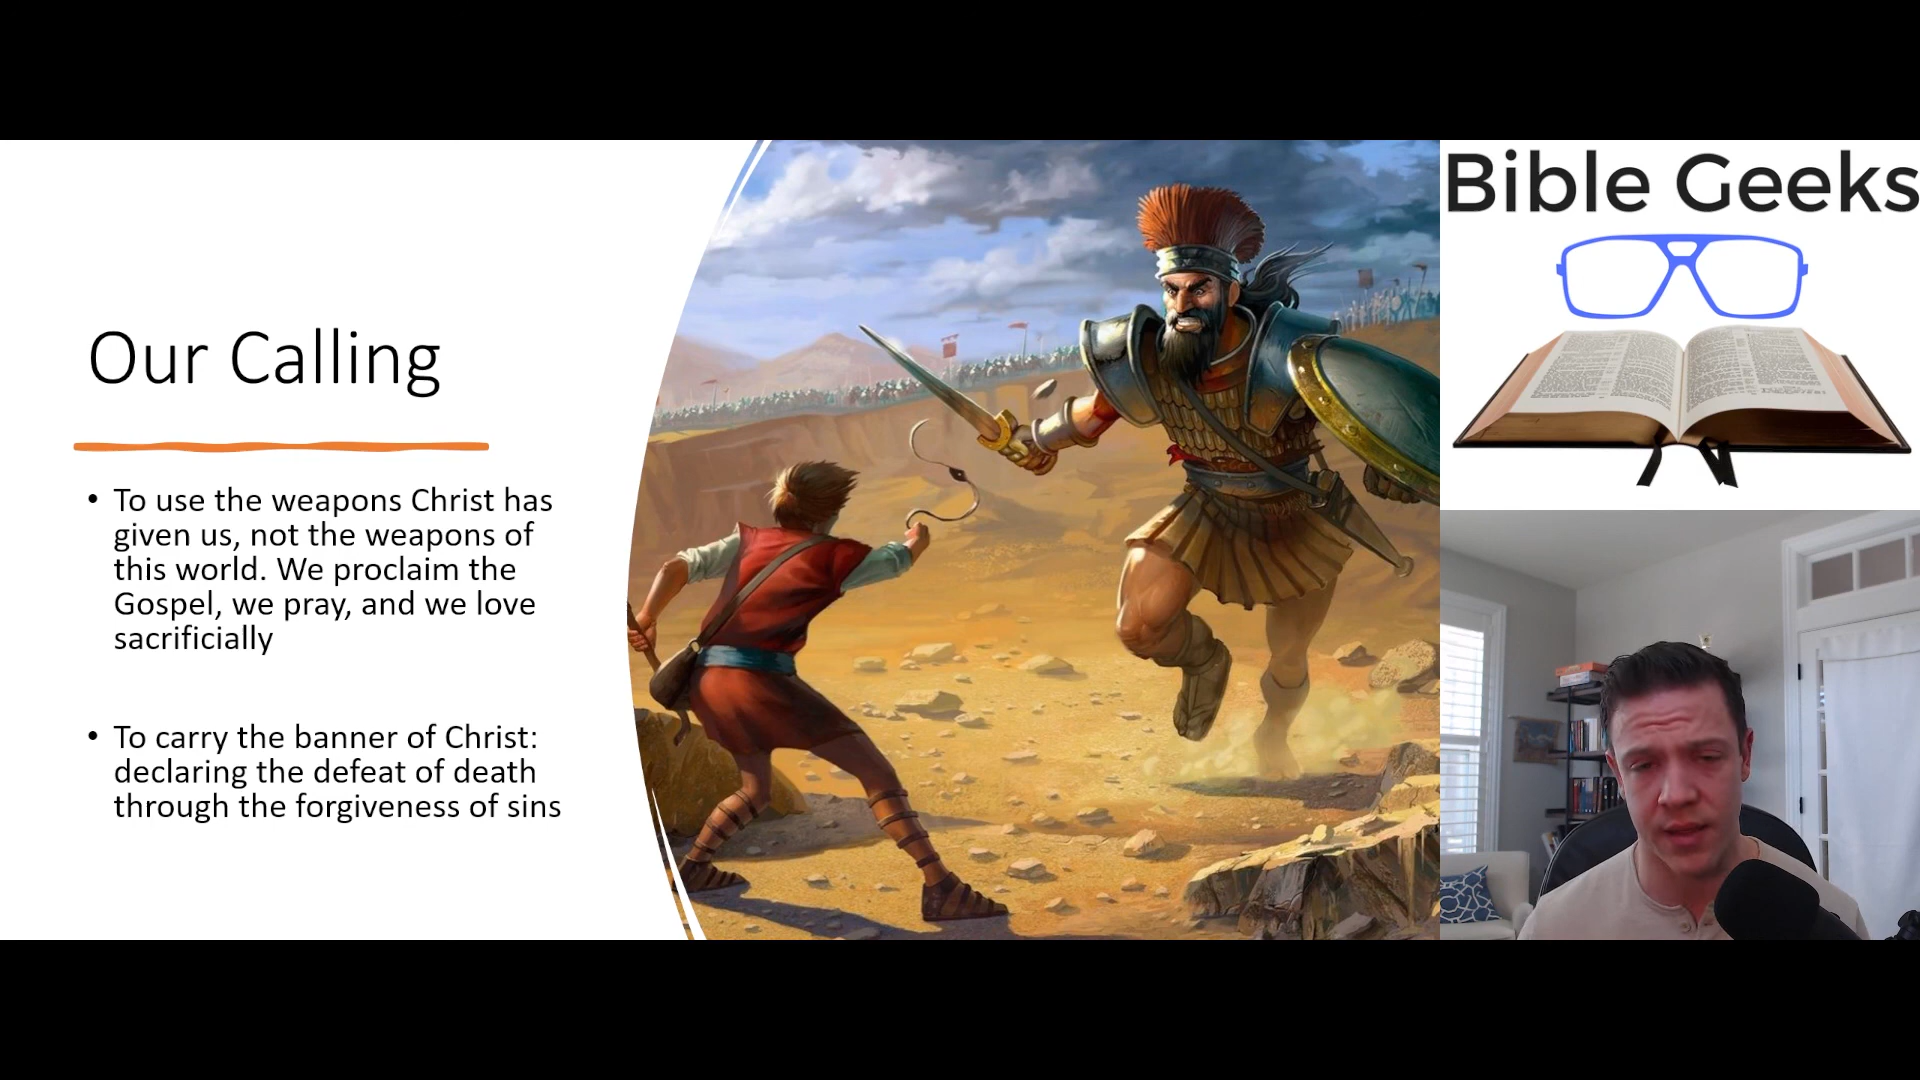 Our Calling
• To use the weapons Christ has
given us, not the weapons of
this world. We proclaim the
Gospel, we pray, and we love
sacrificially
• To carry the banner of Christ:
declaring the defeat of death
through the forgiveness of sins
Bible Geeks